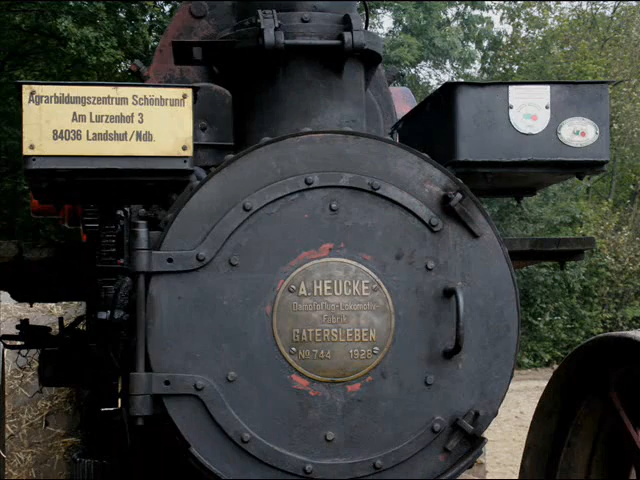 Agrarbildungszentrum Schönbrunn
Am Lurzenhof 3
84036 Landshut/Ndb.
A. HEUCKE
Dampfpflug-Lokomotiv-
Fabrik
GATERSLEBEN
No 744 1928